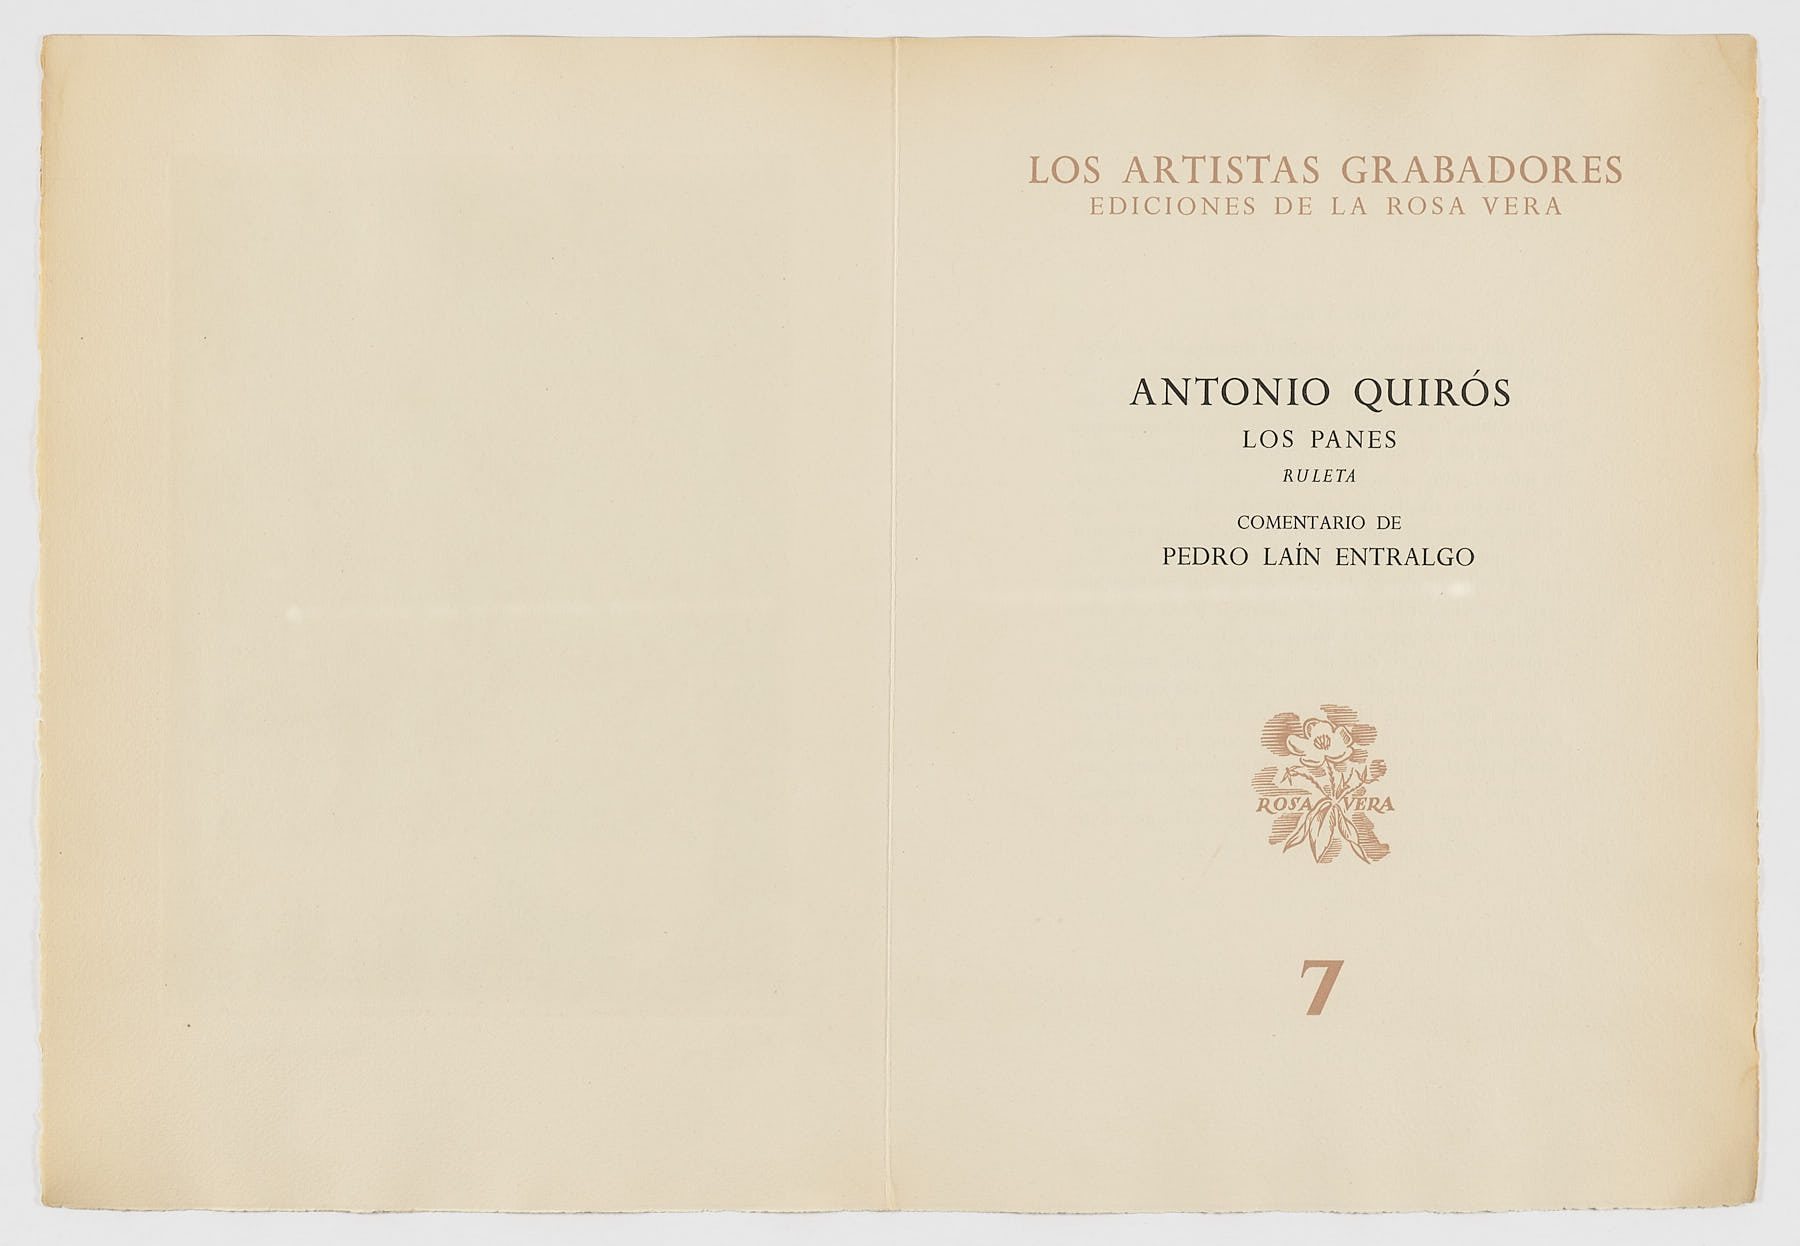 LOS ARTISTAS GRABADORES
EDICIONES DE LA ROSA VERA
ANTONIO QUIRÓS
LOS PANES
RULETA
COMENTARIO DE
PEDRO LAÍN ENTRALGO
ROSA VERA
7